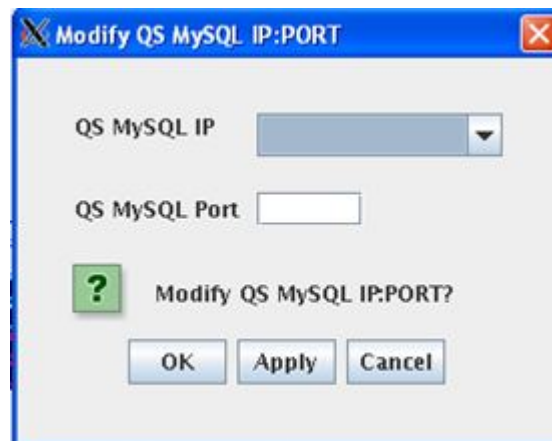 Modify QS MySQL IP:PORT
QS MySQL IP
QS MySQL Port
?
Modify QS MySQL IP:PORT?
OK Apply Cancel